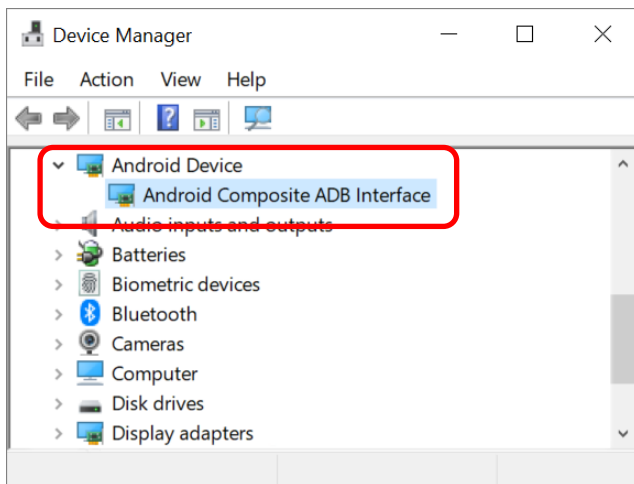 Device Manager
File Action View Help
Android Device
Android Composite ADB Interface
Audio inputs and outputs
Batteries
Biometric devices
Bluetooth
Cameras
Computer
Disk drives
Display adapters